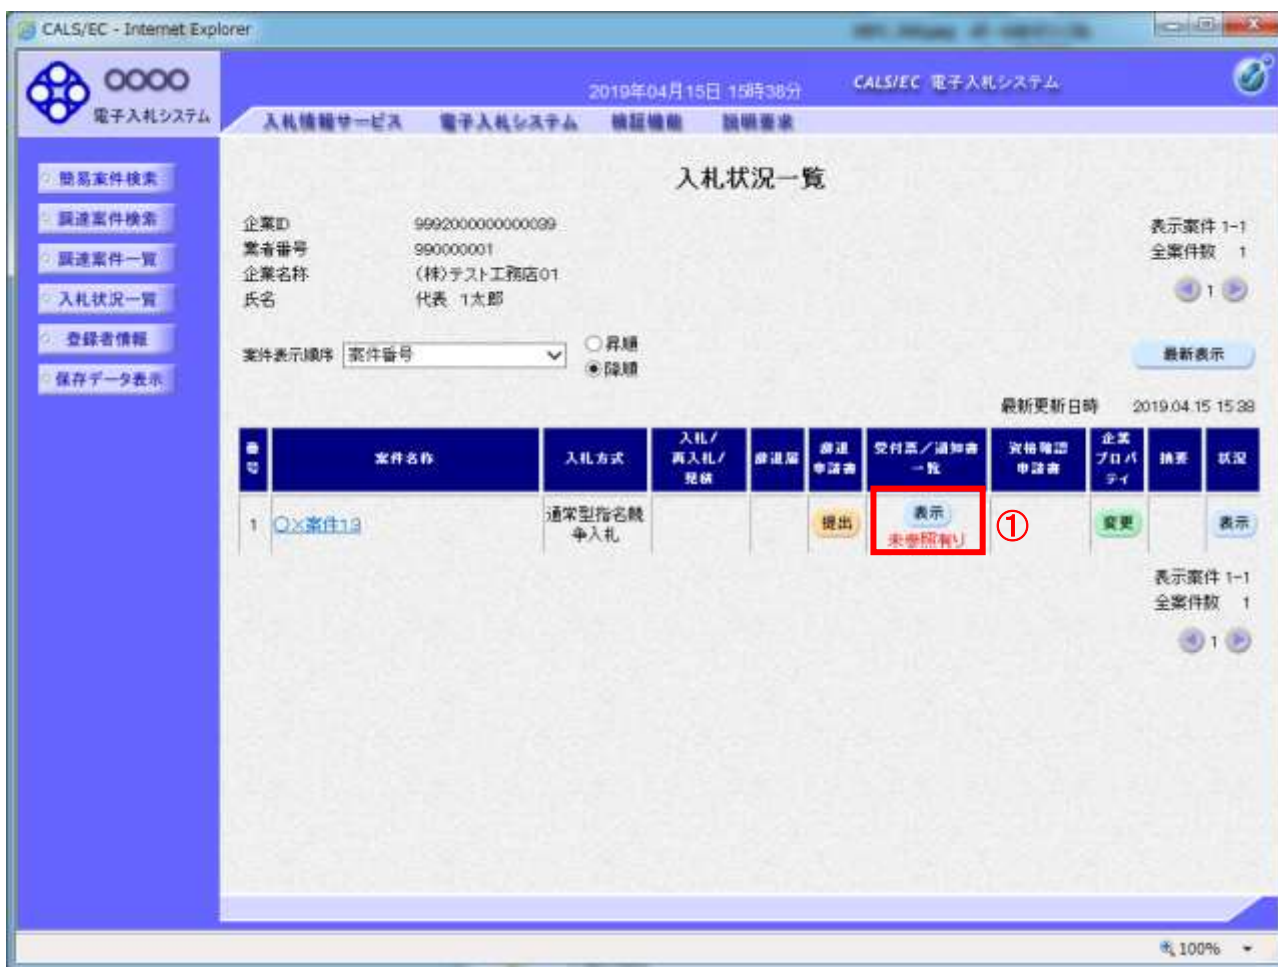 CALS/EC - Internet Explorer
○○○○
電子入札システム
2019年04月15日 15時38分
CALS/EC 電子入札システム
入札情報サービス
電子入札システム
検証機能
説明要求
簡易案件検索
調達案件検索
調達案件一覧
入札状況一覧
登録者情報
保存データ表示
入札状況一覧
企業ID 9992000000000039
業者番号 990000001
企業名称 (株)テスト工務店01
氏名 代表 1太郎
表示案件 1-1
全案件数 1
1
案件表示順序 案件番号
昇順
降順
最新表示
最新更新日時 2019.04.15 15:38
番号
案件名称
入札方式
入札/
再入札/
見積
辞退届
辞退
申請書
受付票/通知書
一覧
資格確認
申請書
企業
プロパ
ティ
摘要
状況
1
○×案件13
通常型指名競
争入札
提出
表示
未参照有り
①
変更
表示
表示案件 1-1
全案件数 1
1
100%